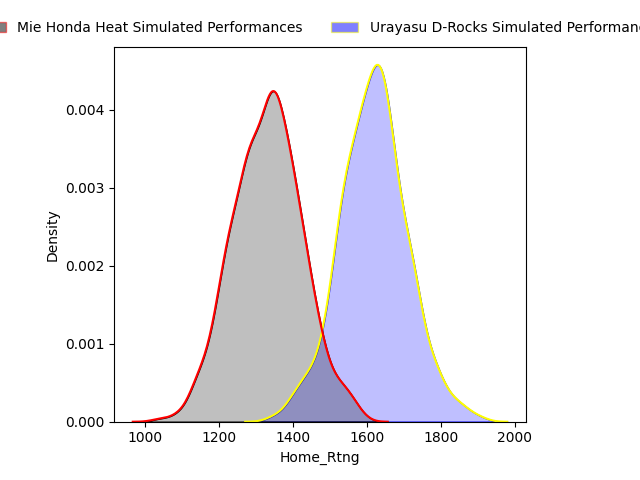 Mie Honda Heat Simulated Performances
Urayasu D-Rocks Simulated Performan
0.004
0.003
0.002
0.001
0.000
Density
1000 1200 1400 1600 1800 2000
Home_Rtng